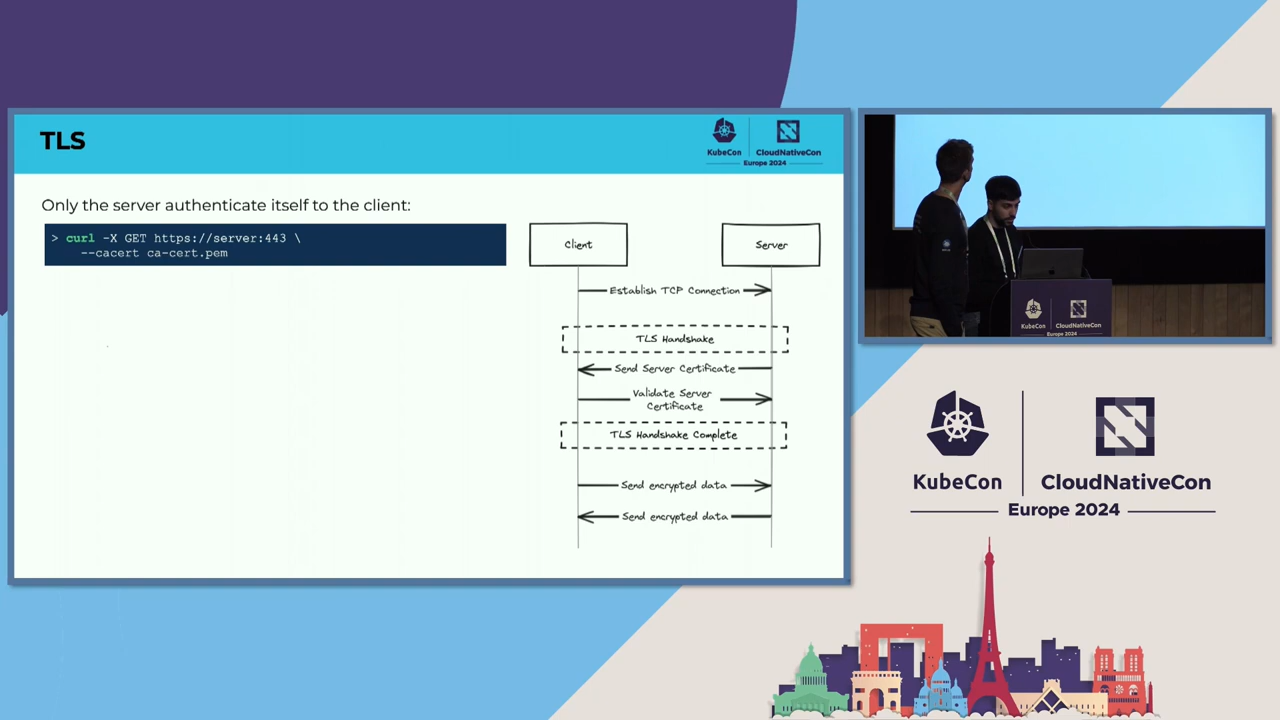 TLS
KubeCon
CloudNativeCon
Europe 2024
Only the server authenticate itself to the client:
> curl -X GET https://server:443 \
--cacert ca-cert.pem
Client
Server
Establish TCP Connection
TLS Handshake
Send Server Certificate
Validate Server
Certificate
TLS Handshake Complete
Send encrypted data
Send encrypted data
KubeCon
CloudNativeCon
Europe 2024
KubeCon
CloudNativeCon
Europe 2024